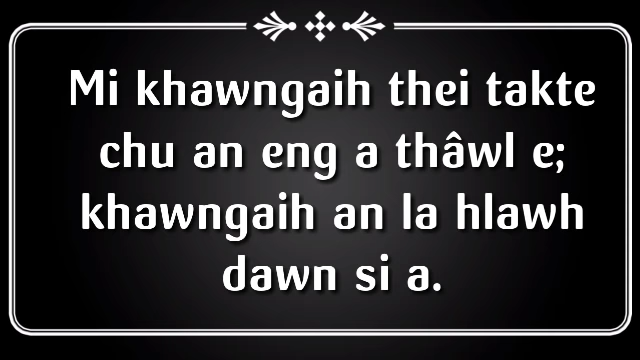 Mi khawngaih thei takte
chu an eng a thâwl e;
khawngaih an la hlawh
dawn si a.